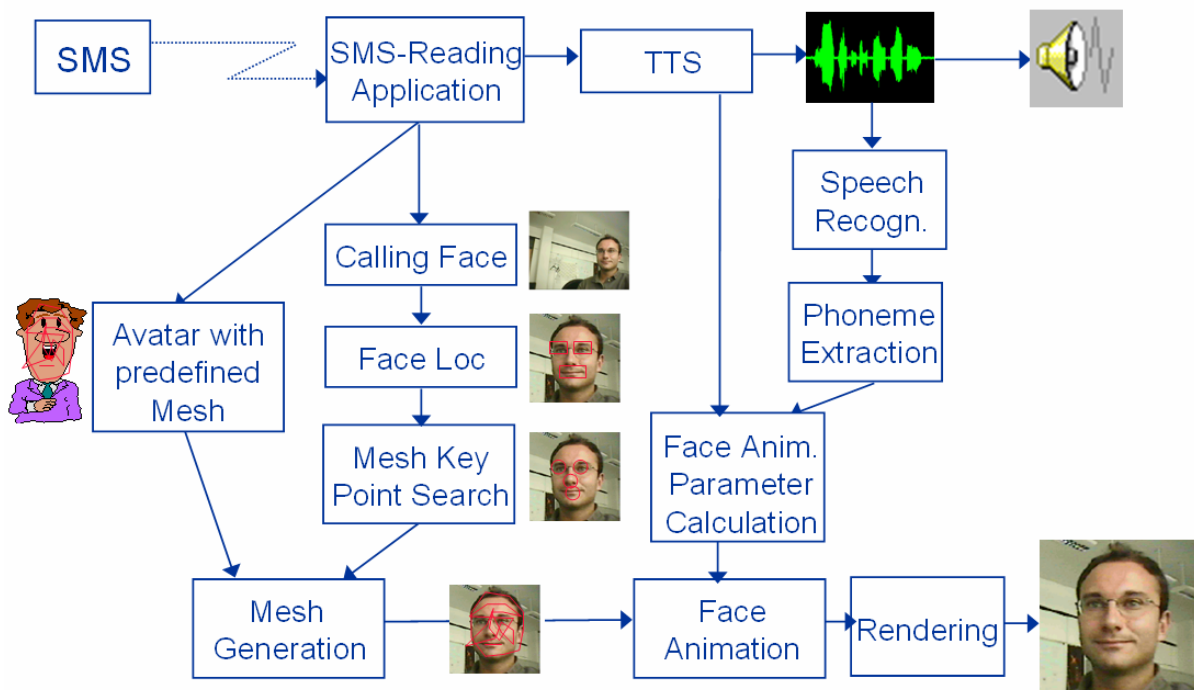 SMS
SMS-Reading
Application
TTS
Speech
Recogn.
Calling Face
Phoneme
Extraction
Avatar with
predefined
Mesh
Face Loc
Mesh Key
Point Search
Face Anim.
Parameter
Calculation
Mesh
Generation
Face
Animation
Rendering